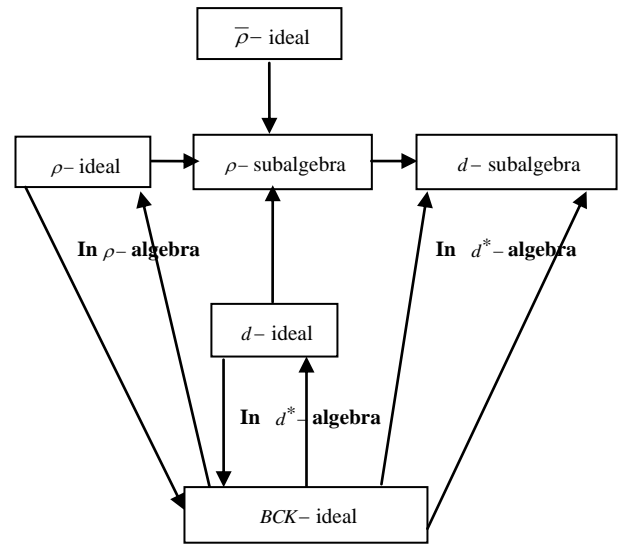 ρ̅– ideal
ρ– ideal
ρ– subalgebra
d– subalgebra
In ρ– algebra
In d*– algebra
d– ideal
In d*– algebra
BCK– ideal